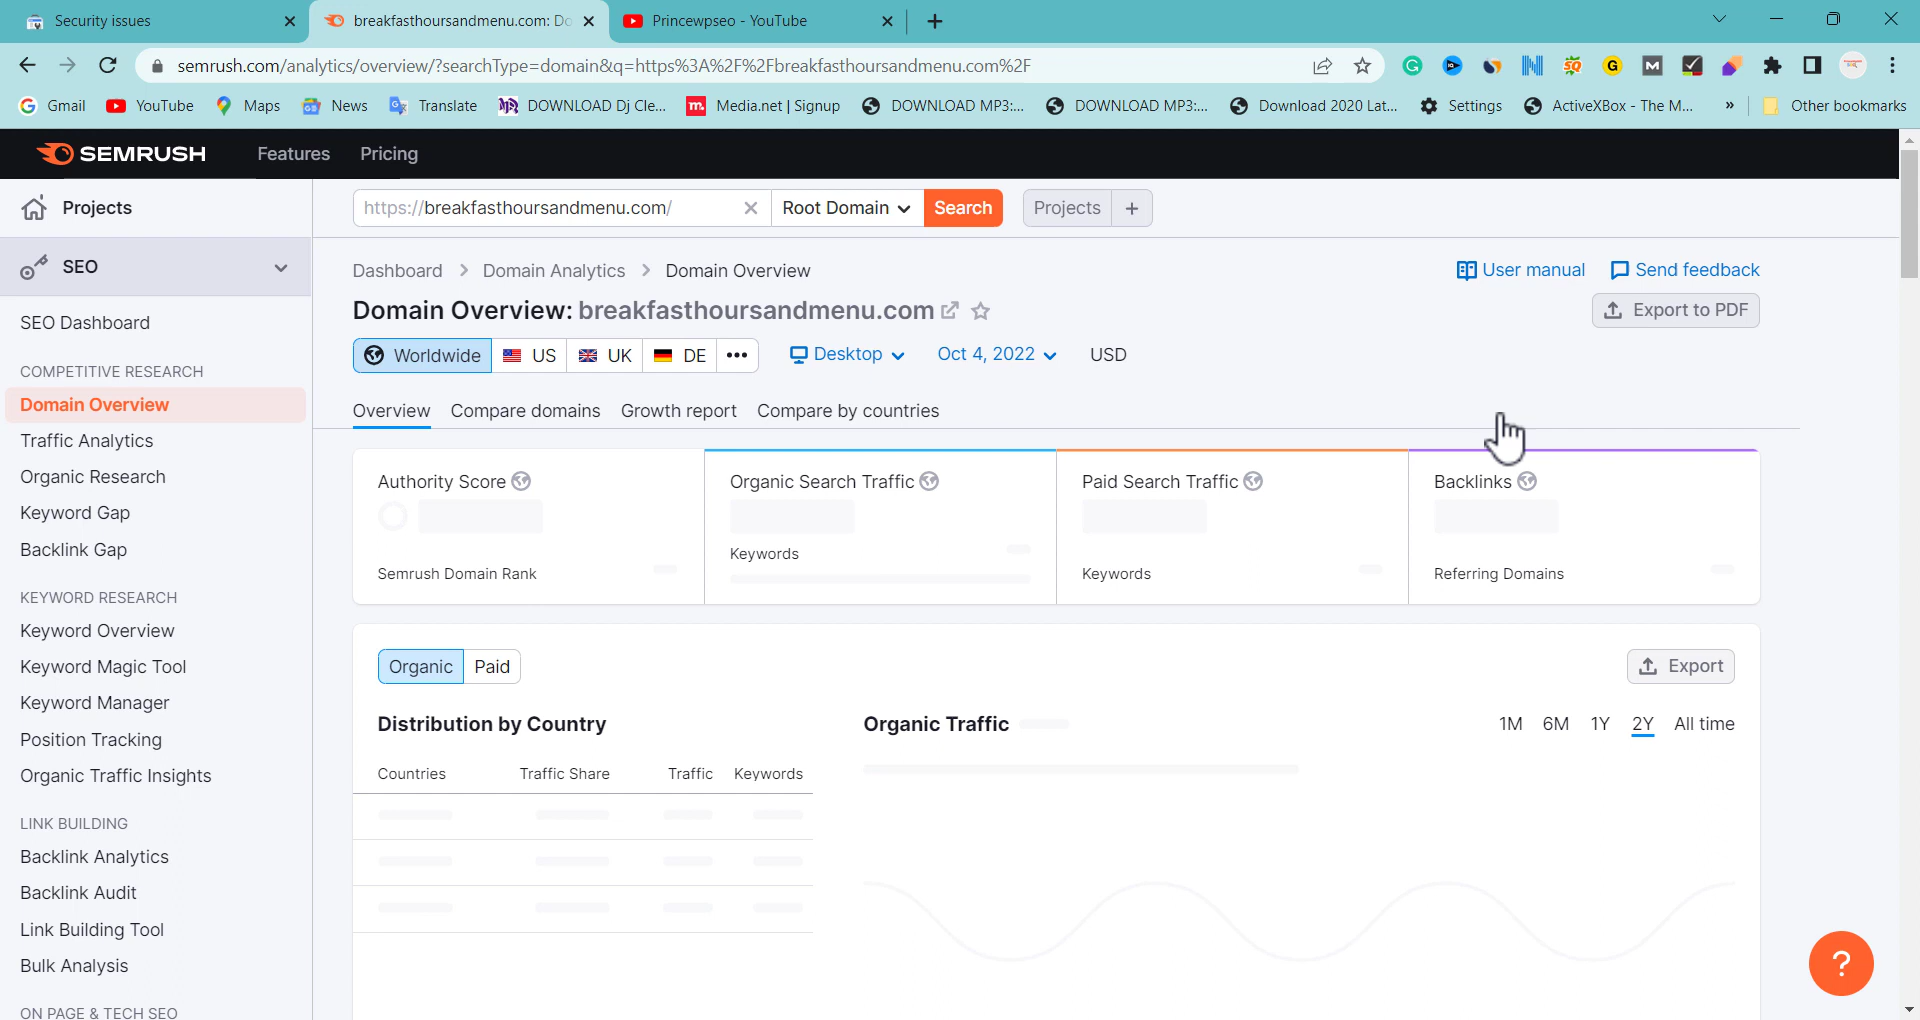 Security issues
breakfasthoursandmenu.com: Do
Princewpseo - YouTube
semrush.com/analytics/overview/?searchType=domain&q=https%3A%2F%2Fbreakfasthoursandmenu.com%2F
Gmail YouTube Maps News Translate DOWNLOAD Dj Cle... Media.net | Signup DOWNLOAD MP3:... DOWNLOAD MP3:... Download 2020 Lat... Settings ActiveXBox - The M... » Other bookmarks
SEMRUSH Features Pricing
Projects
https://breakfasthoursandmenu.com/ Root Domain Search Projects +
SEO
Dashboard > Domain Analytics > Domain Overview
User manual Send feedback
Domain Overview: breakfasthoursandmenu.com
Export to PDF
Worldwide US UK DE ••• Desktop Oct 4, 2022 USD
Overview Compare domains Growth report Compare by countries
SEO Dashboard
COMPETITIVE RESEARCH
Domain Overview
Traffic Analytics
Organic Research
Keyword Gap
Backlink Gap
KEYWORD RESEARCH
Keyword Overview
Keyword Magic Tool
Keyword Manager
Position Tracking
Organic Traffic Insights
LINK BUILDING
Backlink Analytics
Backlink Audit
Link Building Tool
Bulk Analysis
ON PAGE & TECH SEO
Authority Score
Semrush Domain Rank
Organic Search Traffic
Keywords
Paid Search Traffic
Keywords
Backlinks
Referring Domains
Organic Paid
Export
Distribution by Country
Countries Traffic Share Traffic Keywords
Organic Traffic
1M 6M 1Y 2Y All time
?